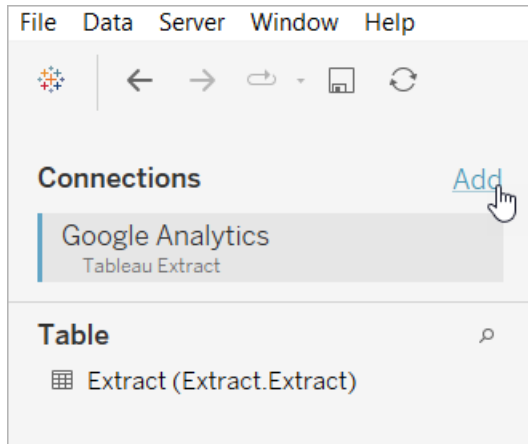 File Data Server Window Help
Connections Add
Google Analytics
Tableau Extract
Table
Extract (Extract.Extract)